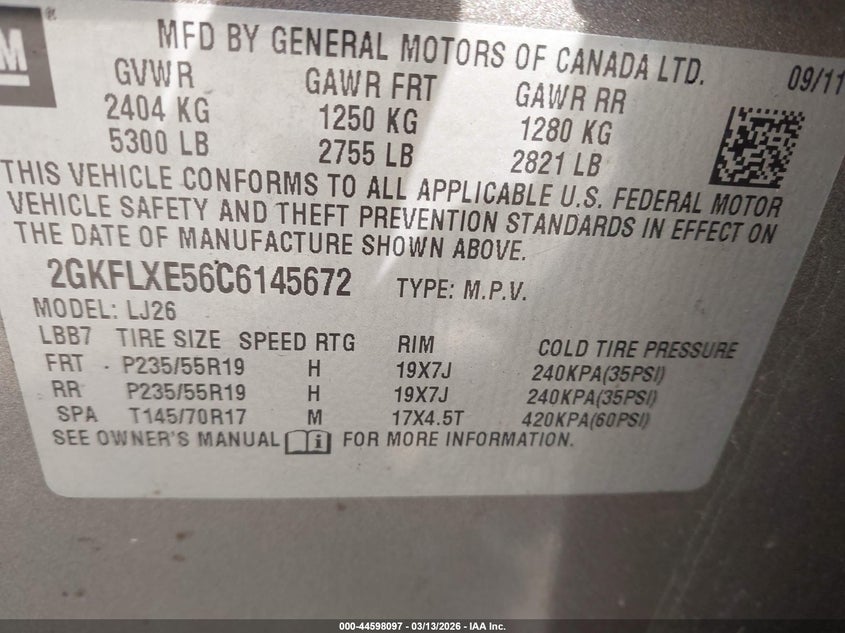 M ®
MFD BY GENERAL MOTORS OF CANADA LTD.
09/11
GVWR GAWR FRT GAWR RR
2404 KG 1250 KG 1280 KG
5300 LB 2755 LB 2821 LB
THIS VEHICLE CONFORMS TO ALL APPLICABLE U.S. FEDERAL MOTOR
VEHICLE SAFETY AND THEFT PREVENTION STANDARDS IN EFFECT ON
THE DATE OF MANUFACTURE SHOWN ABOVE.
2GKFLXE56C6145672 TYPE: M.P.V.
MODEL: LJ26
LBB7 TIRE SIZE SPEED RTG RIM COLD TIRE PRESSURE
FRT P235/55R19 H 19X7J 240KPA(35PSI)
RR P235/55R19 H 19X7J 240KPA(35PSI)
SPA T145/70R17 M 17X4.5T 420KPA(60PSI)
SEE OWNER'S MANUAL i FOR MORE INFORMATION.
000-44598097 - 03/13/2026 - IAA Inc.